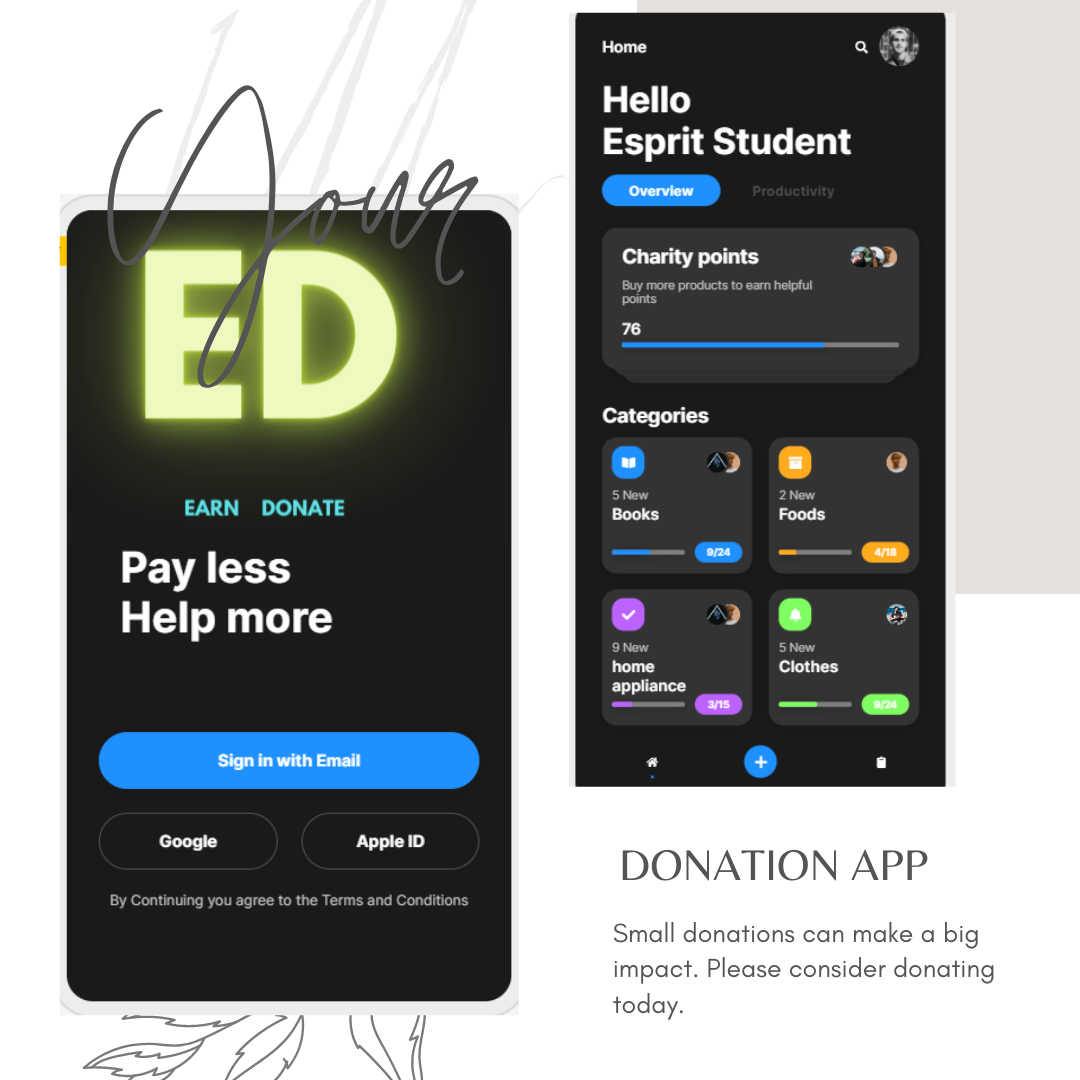 Your
ED
EARN DONATE
Pay less
Help more
Sign in with Email
Google
Apple ID
By Continuing you agree to the Terms and Conditions
Home
Hello
Esprit Student
Overview
Productivity
Charity points
Buy more products to earn helpful
points
76
Categories
5 New
Books
9/24
2 New
Foods
4/18
9 New
home
appliance
3/15
5 New
Clothes
9/24
DONATION APP
Small donations can make a big
impact. Please consider donating
today.